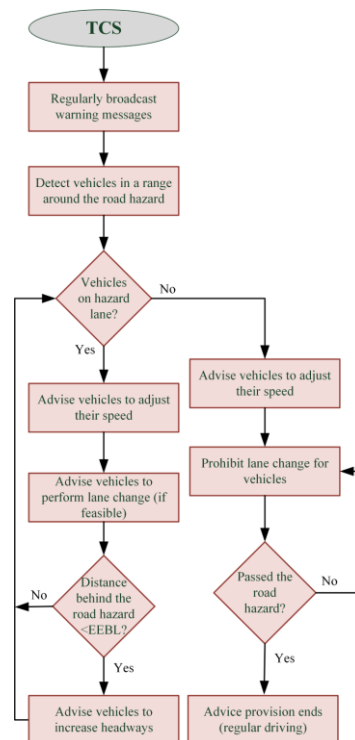 TCS
Regularly broadcast
warning messages
Detect vehicles in a range
around the road hazard
Vehicles
on hazard
lane?
No
Yes
Advise vehicles to adjust
their speed
Advise vehicles to adjust
their speed
Advise vehicles to
perform lane change (if
feasible)
Prohibit lane change for
vehicles
Distance
behind the
road hazard
<EEBL?
No
Passed the
road
hazard?
No
Yes
Yes
Advise vehicles to
increase headways
Advice provision ends
(regular driving)